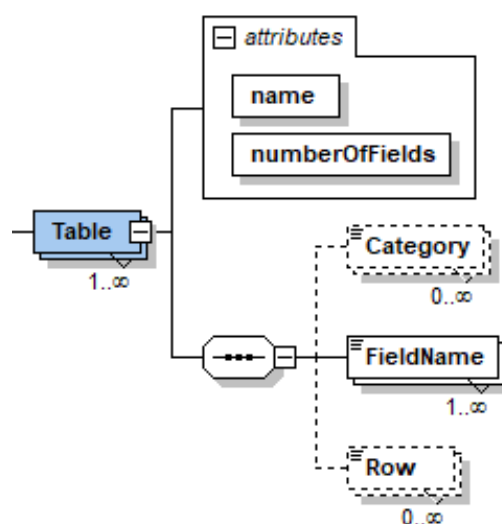 attributes
name
numberOfFields
Table
1..∞
Category
0..∞
FieldName
1..∞
Row
0..∞